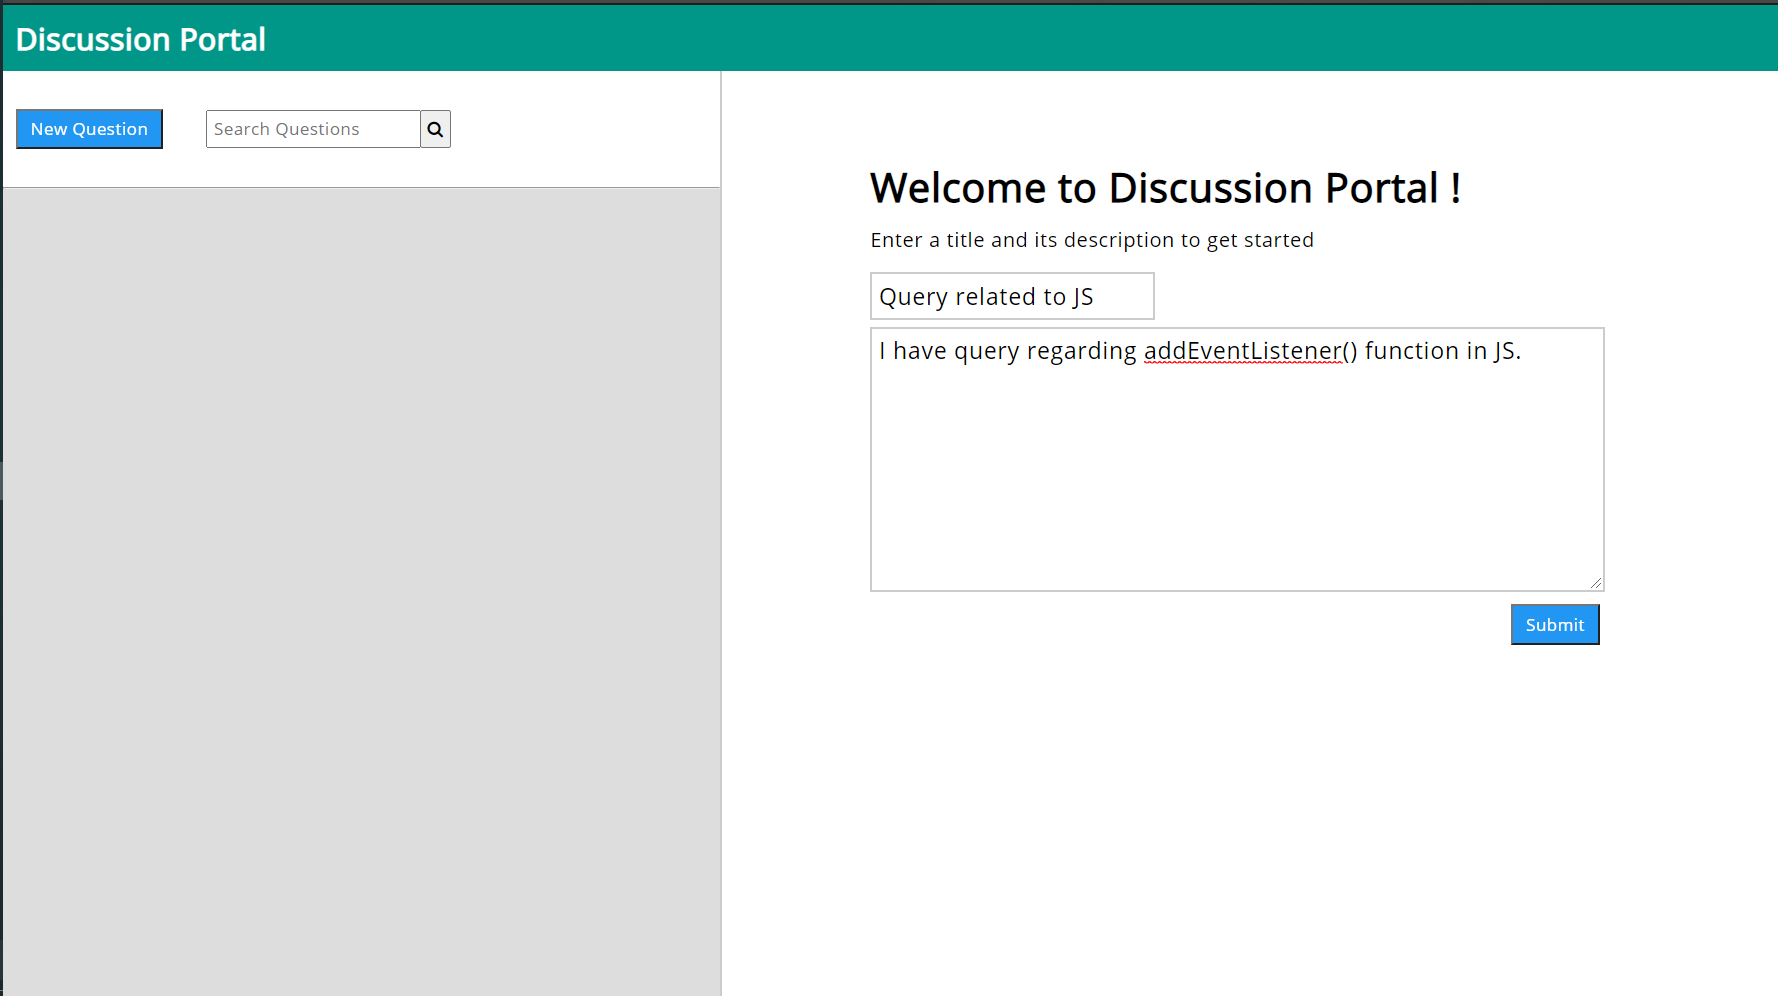 Discussion Portal
New Question
Search Questions
Welcome to Discussion Portal !
Enter a title and its description to get started
Query related to JS
I have query regarding addEventListener() function in JS.
Submit